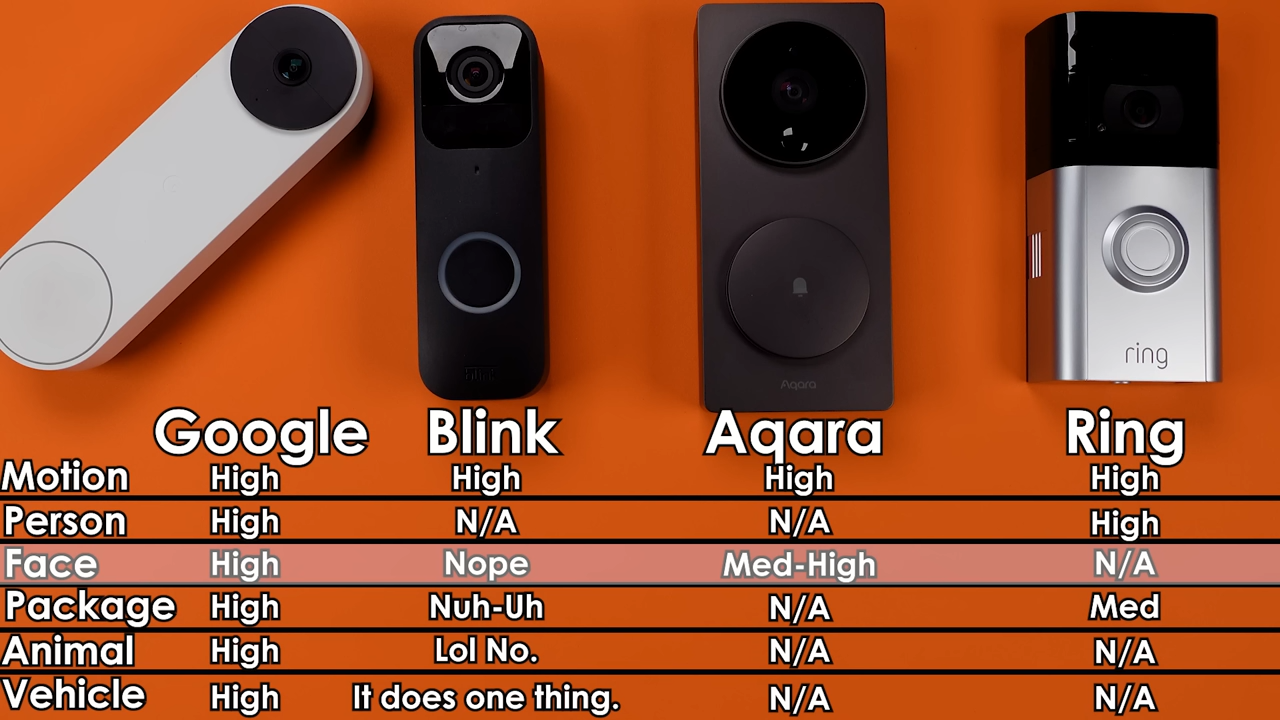 Aqara
ring
Google Blink Aqara Ring
Motion High High High High
Person High N/A N/A High
Face High Nope Med-High N/A
Package High Nuh-Uh N/A Med
Animal High Lol No. N/A N/A
Vehicle High It does one thing. N/A N/A